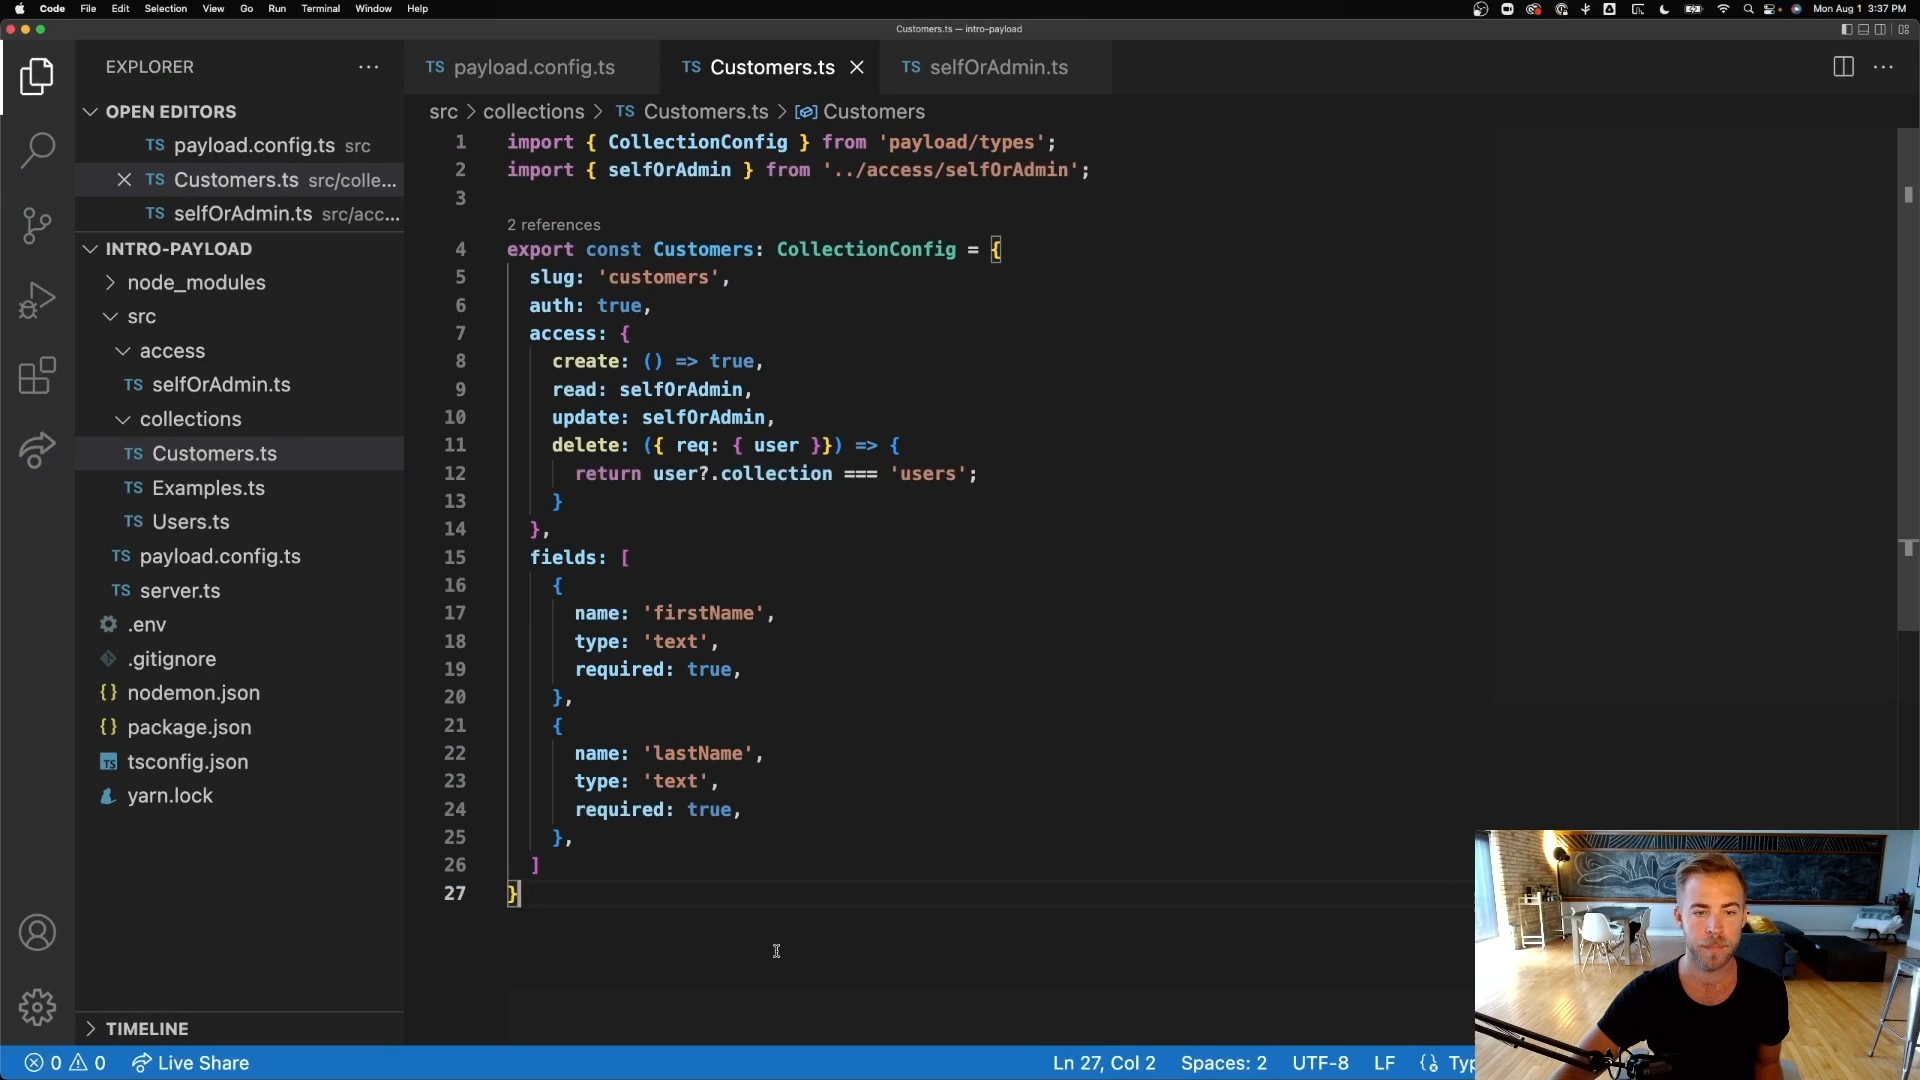 Code File Edit Selection View Go Run Terminal Window Help
Mon Aug 1 3:37 PM
Customers.ts — intro-payload
EXPLORER
OPEN EDITORS
TS payload.config.ts src
TS Customers.ts src/colle...
TS selfOrAdmin.ts src/acc...
INTRO-PAYLOAD
node_modules
src
access
TS selfOrAdmin.ts
collections
TS Customers.ts
TS Examples.ts
TS Users.ts
TS payload.config.ts
TS server.ts
.env
.gitignore
{} nodemon.json
{} package.json
TS tsconfig.json
yarn.lock
TIMELINE
TS payload.config.ts TS Customers.ts TS selfOrAdmin.ts
src > collections > TS Customers.ts > Customers
1 import { CollectionConfig } from 'payload/types';
2 import { selfOrAdmin } from '../access/selfOrAdmin';
3
2 references
4 export const Customers: CollectionConfig = {
5 slug: 'customers',
6 auth: true,
7 access: {
8 create: () => true,
9 read: selfOrAdmin,
10 update: selfOrAdmin,
11 delete: ({ req: { user }}) => {
12 return user?.collection === 'users';
13 }
14 },
15 fields: [
16 {
17 name: 'firstName',
18 type: 'text',
19 required: true,
20 },
21 {
22 name: 'lastName',
23 type: 'text',
24 required: true,
25 },
26 ]
27 }
0 0 Live Share
Ln 27, Col 2 Spaces: 2 UTF-8 LF {} Typ